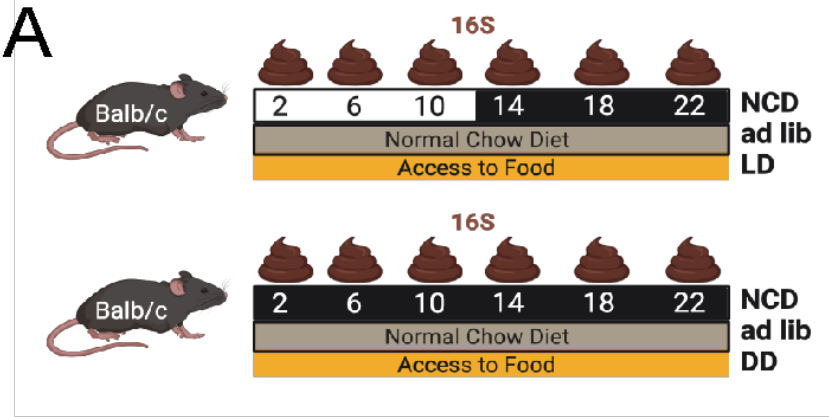 A
16S
Balb/c
2 6 10 14 18 22
NCD
ad lib
LD
Normal Chow Diet
Access to Food
16S
Balb/c
2 6 10 14 18 22
NCD
ad lib
DD
Normal Chow Diet
Access to Food